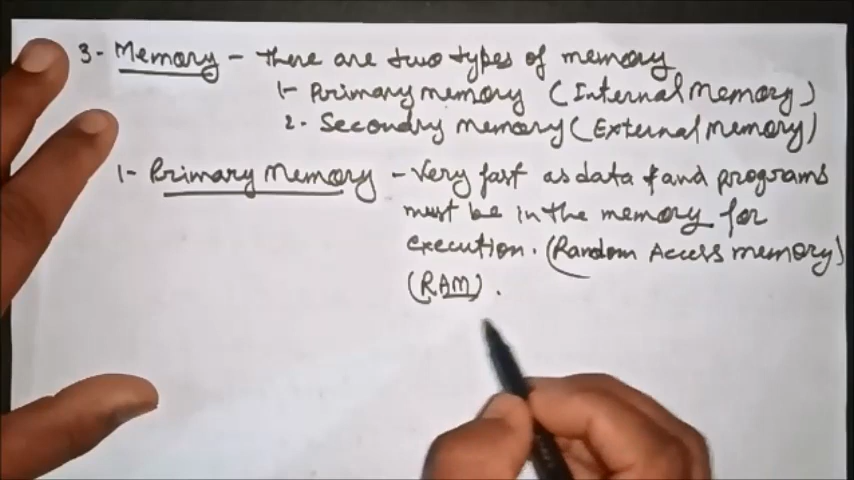 3- Memory - There are two types of memory
1- Primary memory (Internal Memory)
2. Secondry memory (External Memory)
1- Primary Memory - Very fast as data & and programs
must be in the memory for
execution. (Random Access memory)
(RAM).